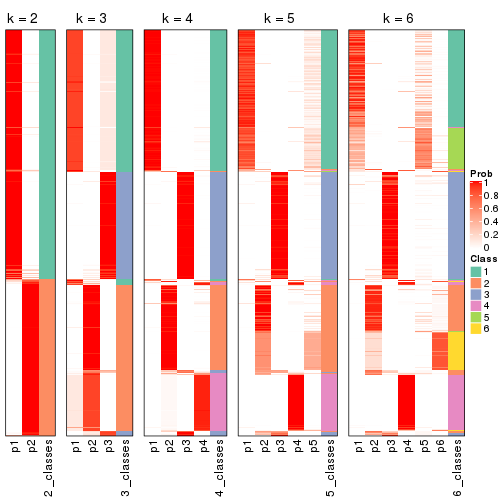 k = 2
k = 3
k = 4
k = 5
k = 6
Prob
1
0.8
0.6
0.4
0.2
0
Class
1
2
3
4
5
6
p1 p2 2_classes
p1 p2 p3 3_classes
p1 p2 p3 p4 4_classes
p1 p2 p3 p4 p5 5_classes
p1 p2 p3 p4 p5 p6 6_classes